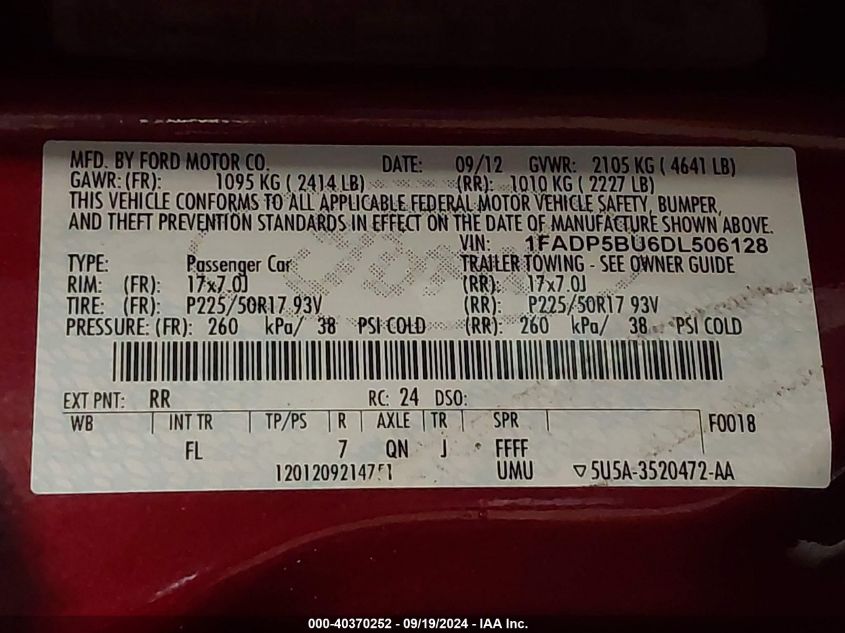 MFD. BY FORD MOTOR CO. DATE: 09/12 GVWR: 2105 KG ( 4641 LB)
GAWR: (FR): 1095 KG ( 2414 LB) (RR): 1010 KG ( 2227 LB)
THIS VEHICLE CONFORMS TO ALL APPLICABLE FEDERAL MOTOR VEHICLE SAFETY, BUMPER,
AND THEFT PREVENTION STANDARDS IN EFFECT ON THE DATE OF MANUFACTURE SHOWN ABOVE.
VIN: 1FADP5BU6DL506128
TYPE: Passenger Car TRAILER TOWING - SEE OWNER GUIDE
RIM: (FR): 17x7.0J (RR): 17x7.0J
TIRE: (FR): P225/50R17 93V (RR): P225/50R17 93V
PRESSURE: (FR): 260 kPa/ 38 PSI COLD (RR): 260 kPa/ 38 PSI COLD
EXT PNT: RR RC: 24 DSO:
WB INT TR TP/PS R AXLE TR SPR F0018
FL 7 QN J FFFF
UMU ▽5U5A-3520472-AA
000-40370252 - 09/19/2024 - IAA Inc.